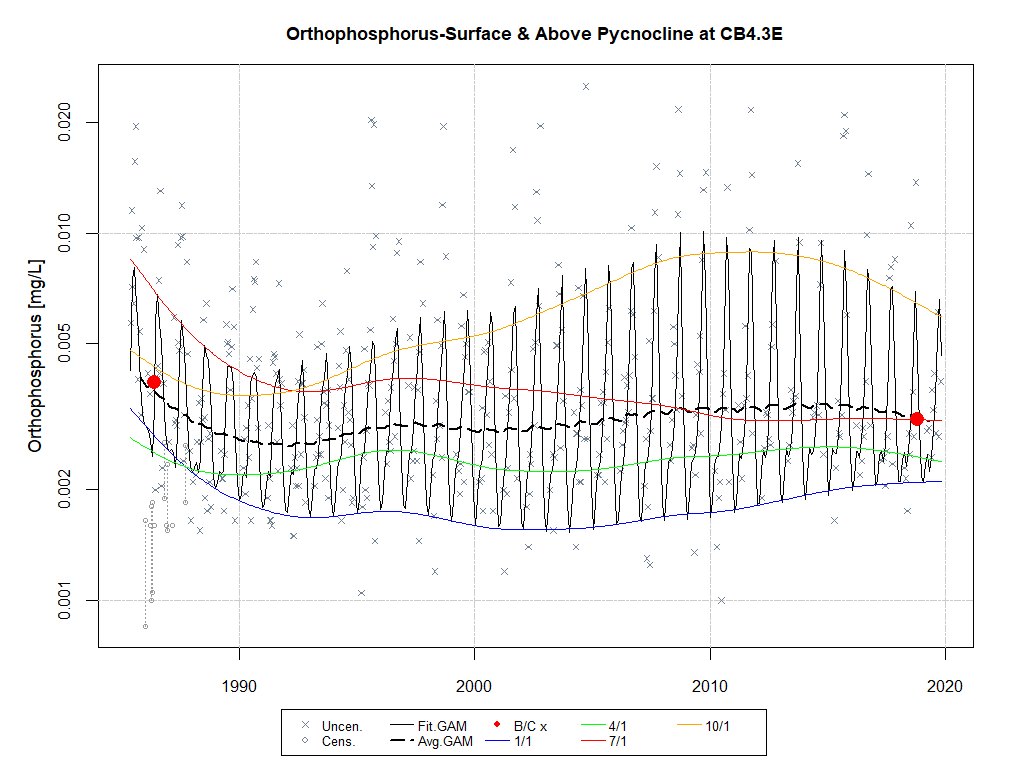 Orthophosphorus-Surface & Above Pycnocline at CB4.3E
Orthophosphorus [mg/L]
0.020
0.010
0.005
0.002
0.001
1990 2000 2010 2020
Uncen. Fit.GAM B/C x 4/1 10/1
Cens. Avg.GAM 1/1 7/1